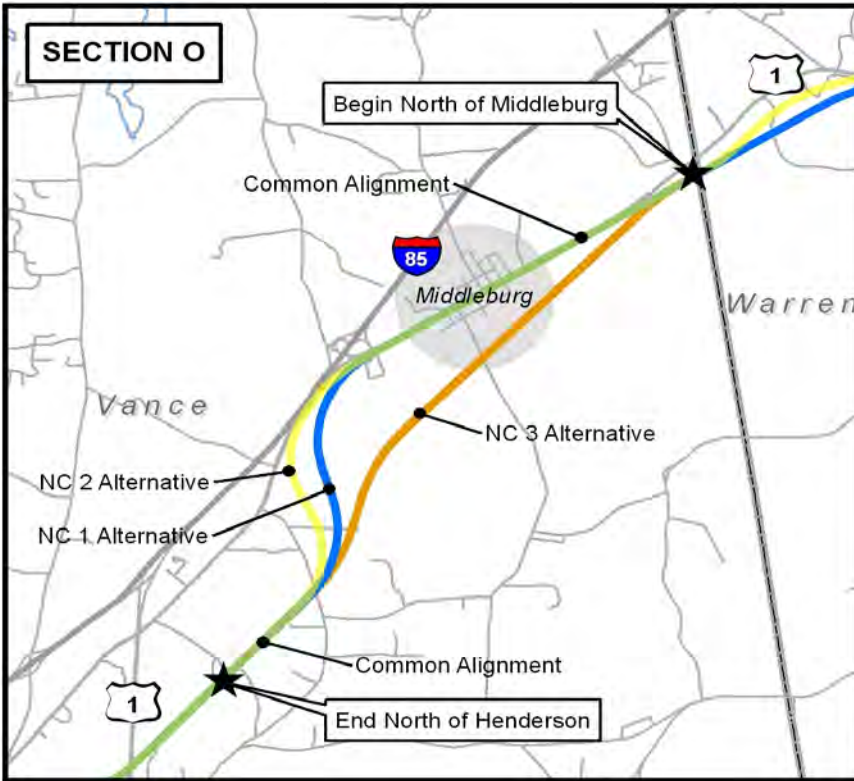 SECTION O
1
Begin North of Middleburg
Common Alignment
85
Middleburg
Warren
Vance
NC 3 Alternative
NC 2 Alternative
NC 1 Alternative
Common Alignment
1
End North of Henderson